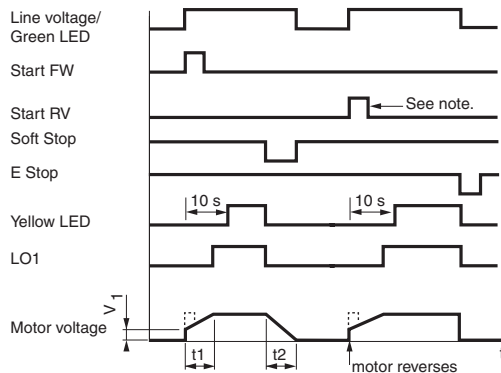 Line voltage/
Green LED
Start FW
Start RV
See note.
Soft Stop
E Stop
10 s
10 s
Yellow LED
LO1
V1
Motor voltage
t1
t2
t
motor reverses